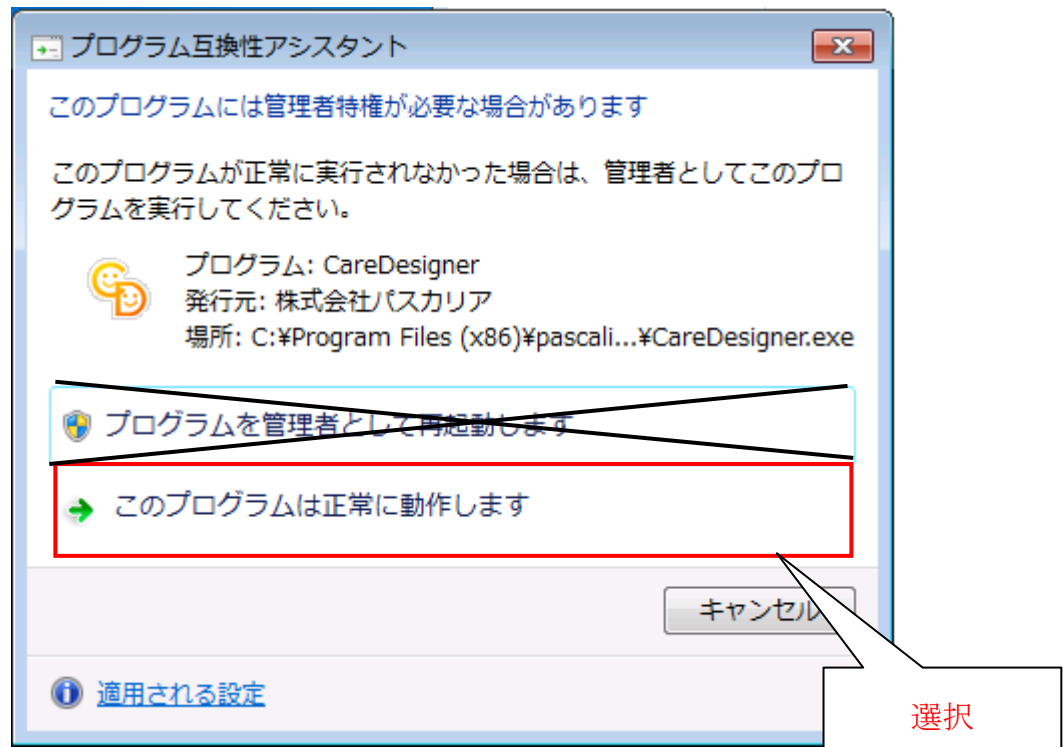 プログラム互換性アシスタント
このプログラムには管理者特権が必要な場合があります
このプログラムが正常に実行されなかった場合は、管理者としてこのプロ
グラムを実行してください。
プログラム: CareDesigner
発行元: 株式会社パスカリア
場所: C:¥Program Files (x86)¥pascali...¥CareDesigner.exe
プログラムを管理者として再起動します
このプログラムは正常に動作します
キャンセル
適用される設定
選択